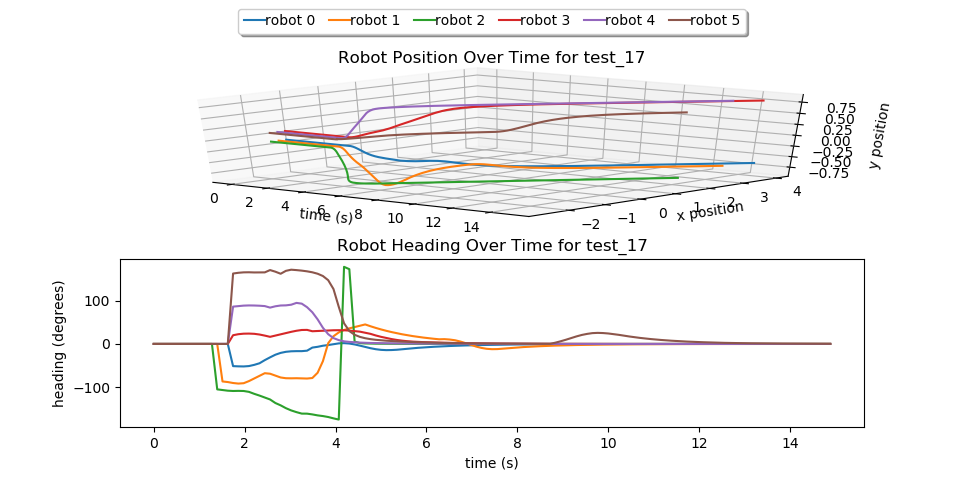 robot 0 robot 1 robot 2 robot 3 robot 4 robot 5
Robot Position Over Time for test_17
0.75
0.50
0.25
0.00
−0.25
−0.50
−0.75
y position
0 2 4 6 8 10 12 14
time (s)
−2 −1 0 1 2 3 4
x position
Robot Heading Over Time for test_17
heading (degrees)
100
0
−100
0 2 4 6 8 10 12 14
time (s)